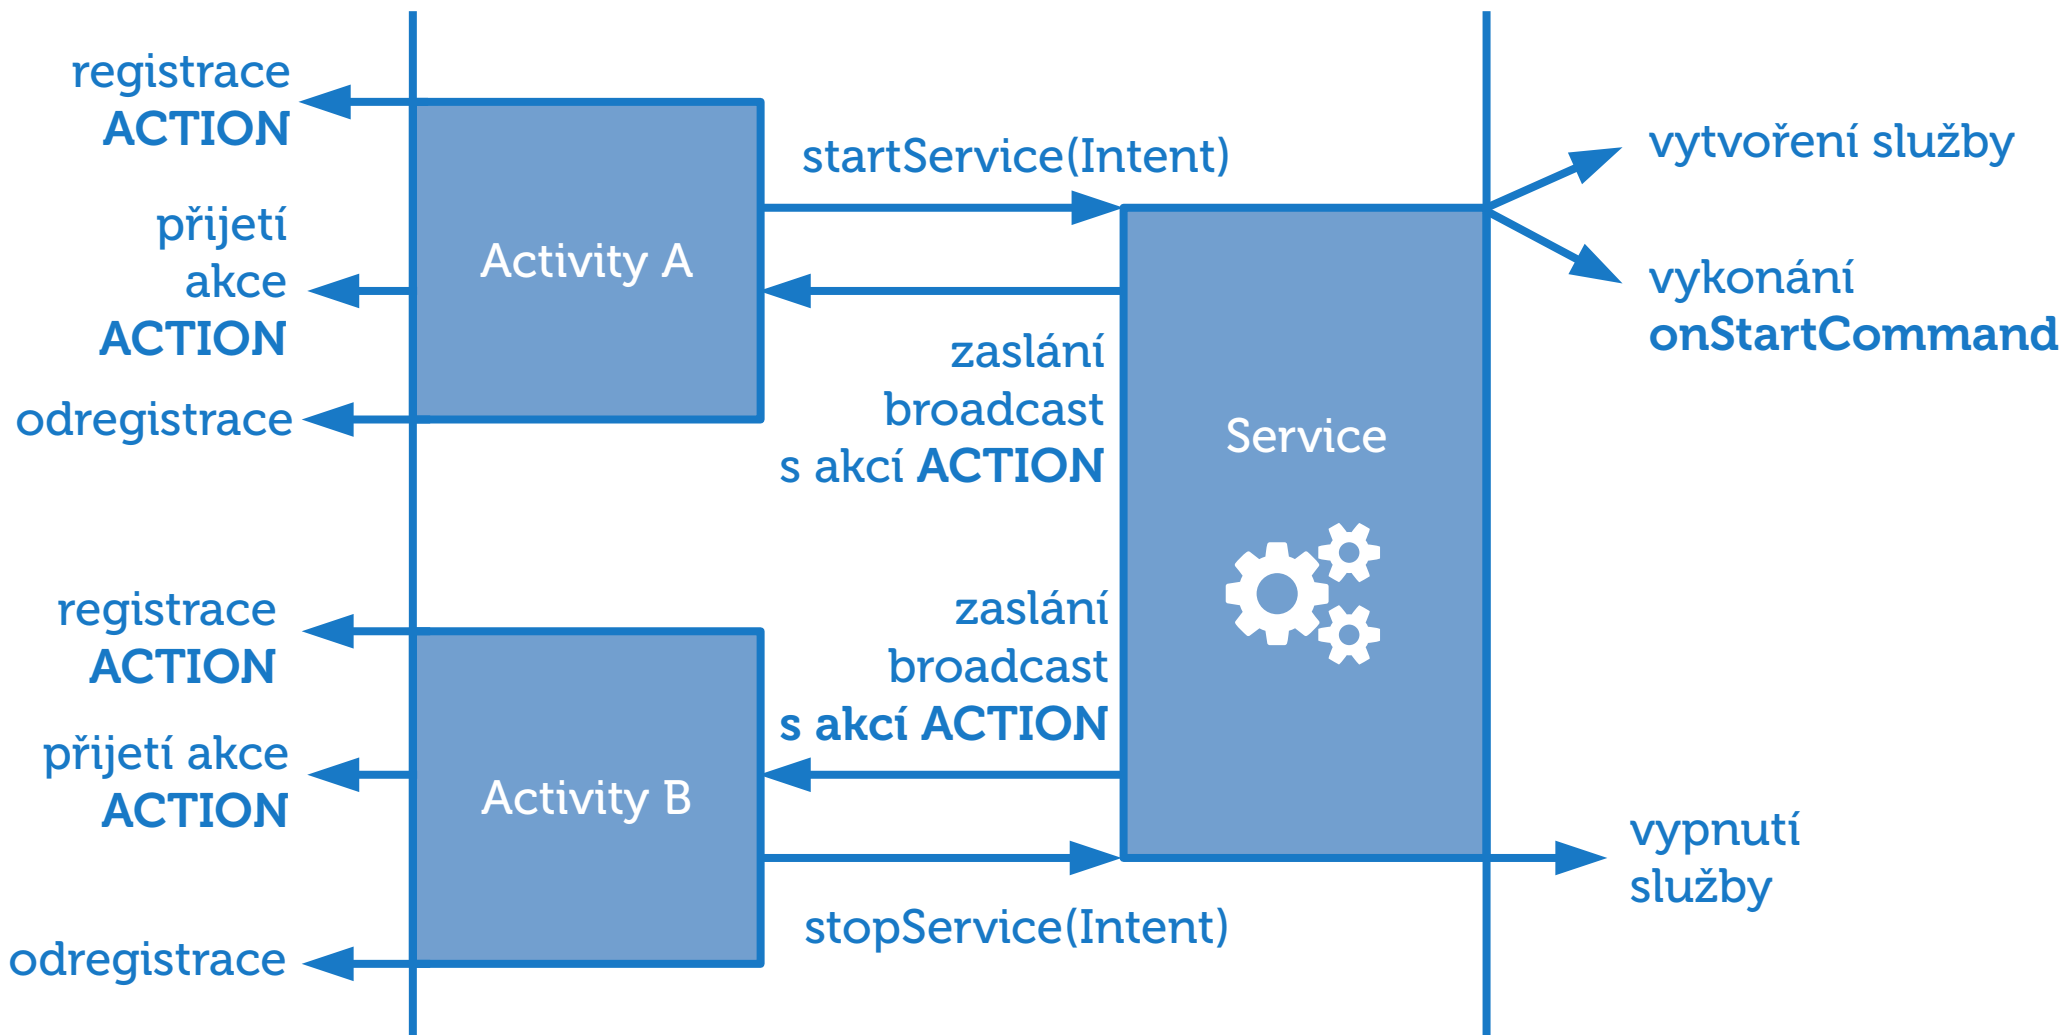 registrace
ACTION
startService(Intent)
vytvoření služby
přijetí
akce
ACTION
Activity A
vykonání
onStartCommand
zaslání
broadcast
s akcí ACTION
odregistrace
Service
registrace
ACTION
zaslání
broadcast
s akcí ACTION
přijetí akce
ACTION
Activity B
vypnutí
služby
stopService(Intent)
odregistrace